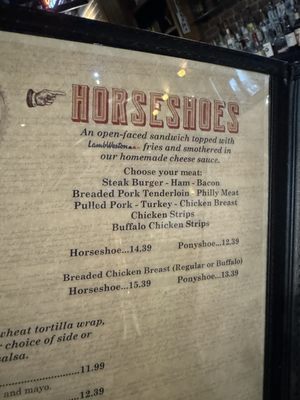 HORSESHOES
An open-faced sandwich topped with
LambWeston fries and smothered in
our homemade cheese sauce.
Choose your meat:
Steak Burger - Ham - Bacon
Breaded Pork Tenderloin - Philly Meat
Pulled Pork - Turkey - Chicken Breast
Chicken Strips
Buffalo Chicken Strips
Horseshoe...14.39 Ponyshoe...12.39
Breaded Chicken Breast (Regular or Buffalo)
Horseshoe...15.39 Ponyshoe...13.39
wheat tortilla wrap,
choice of side or
salsa.
11.99
and mayo.
12.39